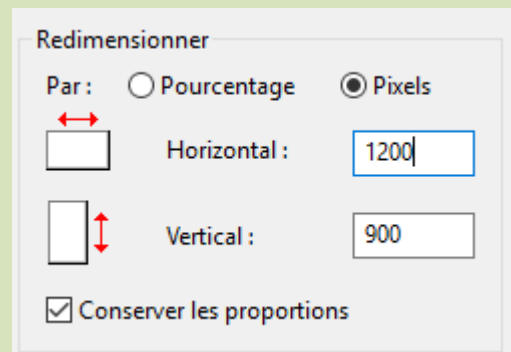 Redimensionner
Par : Pourcentage Pixels
Horizontal : 1200
Vertical : 900
Conserver les proportions